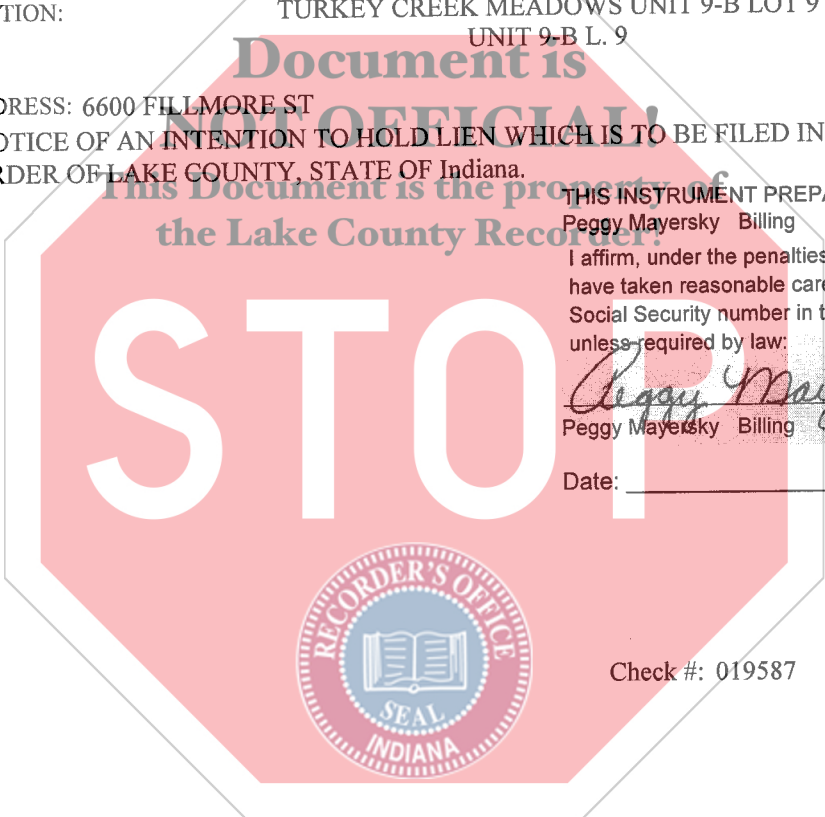 TION:
TURKEY CREEK MEADOWS UNIT 9-B LOT 9
UNIT 9-B L. 9
Document is
DRESS: 6600 FILLMORE ST
NOT OFFICIAL!
OTICE OF AN INTENTION TO HOLD LIEN WHICH IS TO BE FILED IN
RDER OF LAKE COUNTY, STATE OF Indiana.
This Document is the property of
the Lake County Recorder!
THIS INSTRUMENT PREPA
Peggy Mayersky Billing
I affirm, under the penalties
have taken reasonable care
Social Security number in t
unless required by law:
Peggy May
Peggy Mayersky Billing
Date:
STOP
RECORDER'S OFFICE
SEAL
INDIANA
Check #: 019587